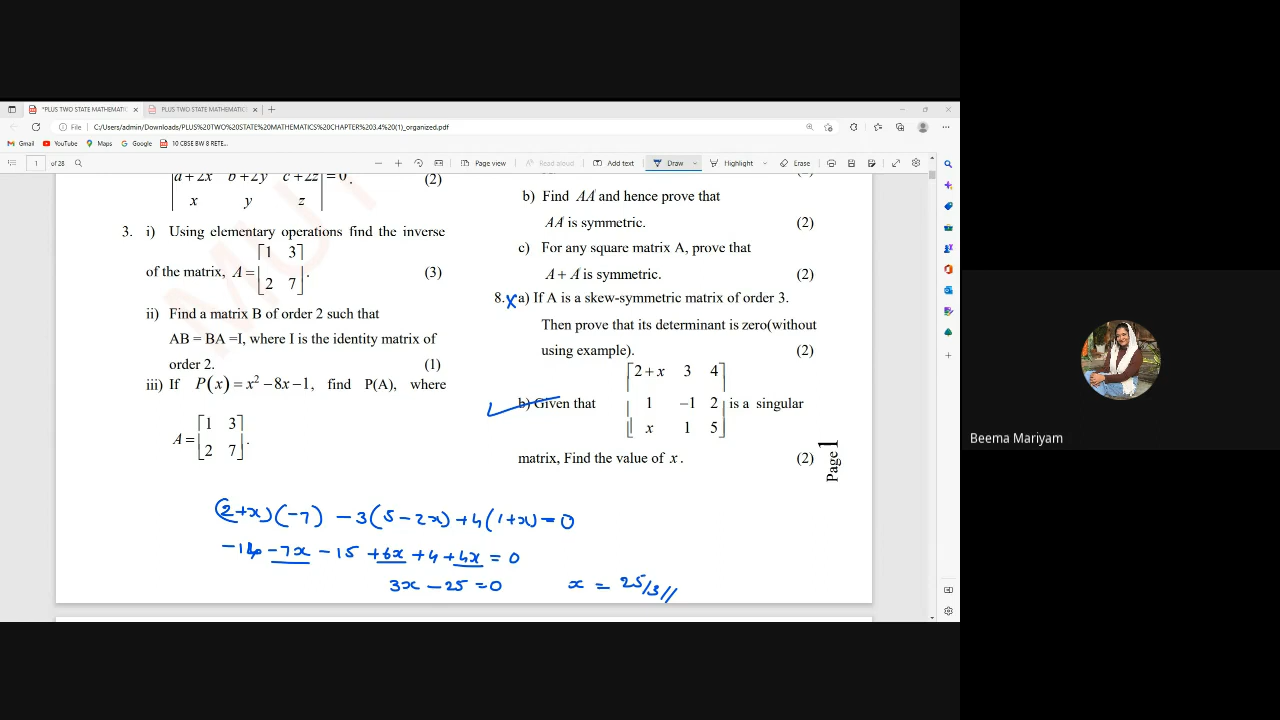 *PLUS TWO STATE MATHEMATIC
PLUS TWO STATE MATHEMATICS
File
C:/Users/admin/Downloads/PLUS%20TWO%20STATE%20MATHEMATICS%20CHAPTER%203.4%20(1)_organized.pdf
Gmail YouTube Maps Google 10 CBSE BW 8 RETE...
1 of 28 Page view Read aloud Add text Draw Highlight Erase
a+2x b+2y c+2z = 0 . (2)
x y z
3. i) Using elementary operations find the inverse
of the matrix, A = [1 3
2 7] . (3)
ii) Find a matrix B of order 2 such that
AB = BA =I, where I is the identity matrix of
order 2. (1)
iii) If P(x) = x² − 8x − 1, find P(A), where
A = [1 3
2 7] .
b) Find AA and hence prove that
AA is symmetric. (2)
c) For any square matrix A, prove that
A + A is symmetric. (2)
8. x a) If A is a skew-symmetric matrix of order 3.
Then prove that its determinant is zero(without
using example). (2)
b) Given that [2 + x 3 4
1 −1 2
x 1 5] is a singular
matrix, Find the value of x . (2)
Page 1
(2+x)(-7) - 3(5-2x) + 4(1+x) = 0
-14 -7x - 15 +6x + 4 + 4x = 0
3x - 25 = 0 x = 25/3 //
Beema Mariyam
MUT